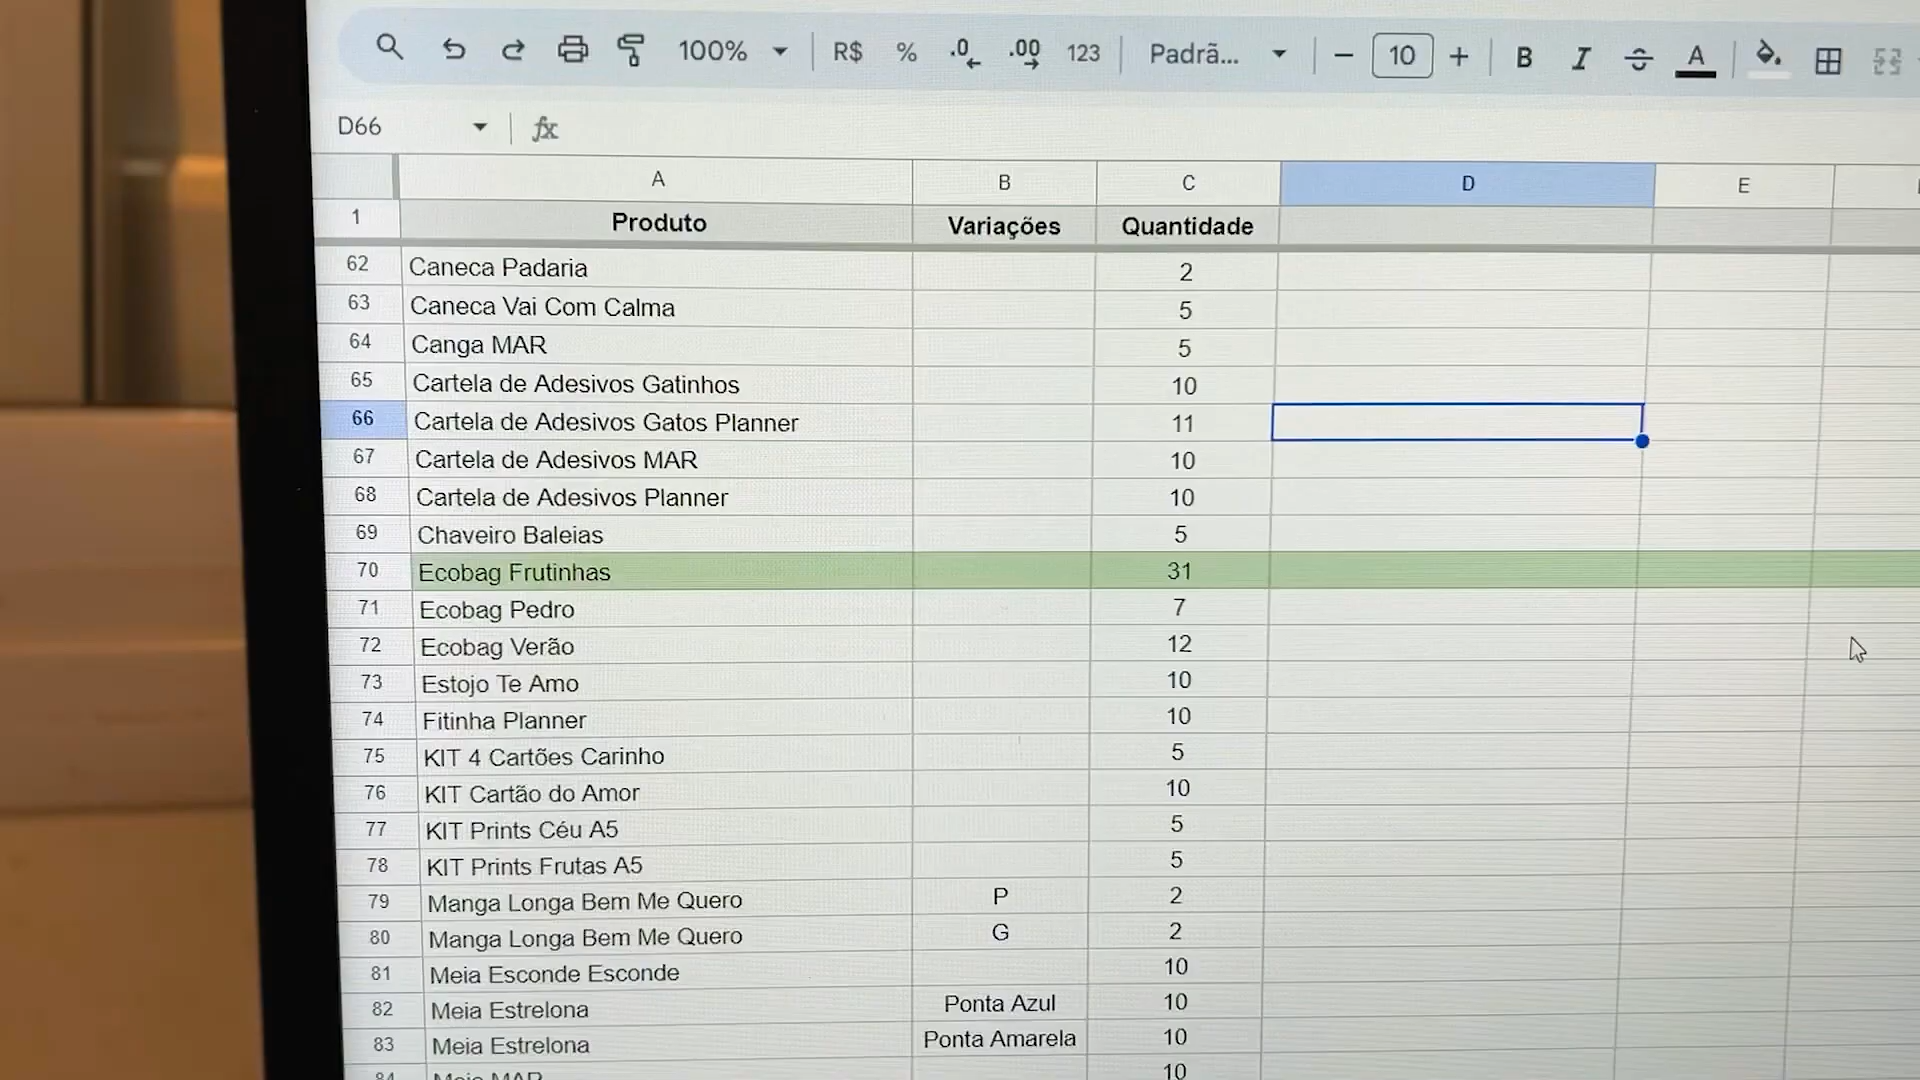 100% R$ % .0 .00 123 Padrã... − 10 + B I A
D66 fx
A B C D E
1 Produto Variações Quantidade
62 Caneca Padaria 2
63 Caneca Vai Com Calma 5
64 Canga MAR 5
65 Cartela de Adesivos Gatinhos 10
66 Cartela de Adesivos Gatos Planner 11
67 Cartela de Adesivos MAR 10
68 Cartela de Adesivos Planner 10
69 Chaveiro Baleias 5
70 Ecobag Frutinhas 31
71 Ecobag Pedro 7
72 Ecobag Verão 12
73 Estojo Te Amo 10
74 Fitinha Planner 10
75 KIT 4 Cartões Carinho 5
76 KIT Cartão do Amor 10
77 KIT Prints Céu A5 5
78 KIT Prints Frutas A5 5
79 Manga Longa Bem Me Quero P 2
80 Manga Longa Bem Me Quero G 2
81 Meia Esconde Esconde 10
82 Meia Estrelona Ponta Azul 10
83 Meia Estrelona Ponta Amarela 10
84 Meia MAR 10